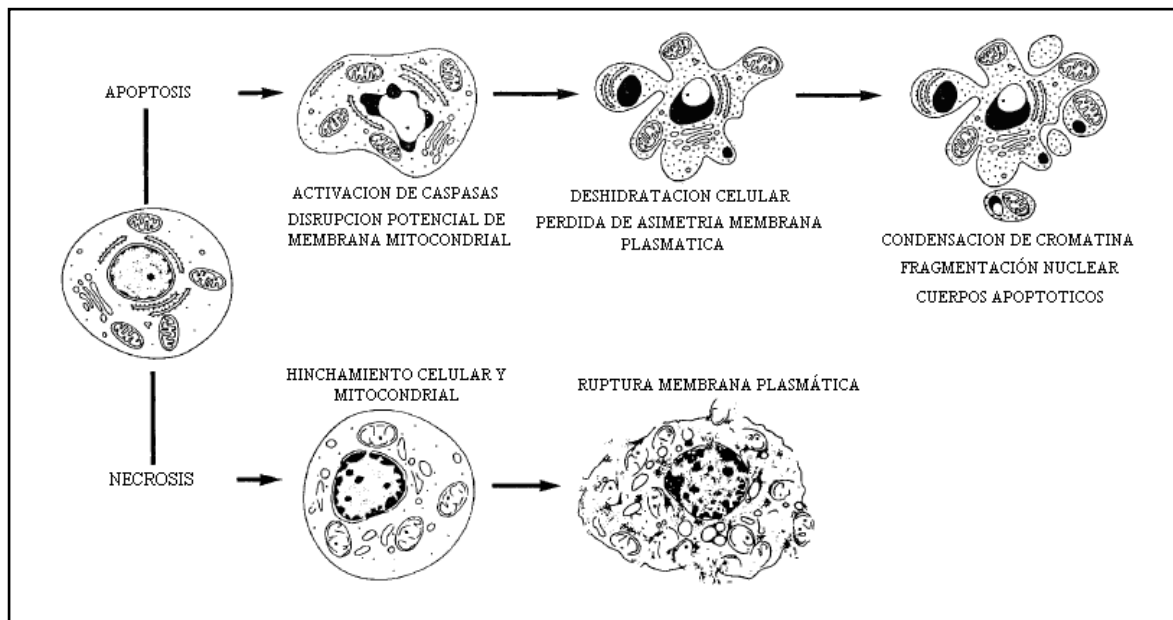 APOPTOSIS
ACTIVACION DE CASPASAS
DISRUPCION POTENCIAL DE
MEMBRANA MITOCONDRIAL
DESHIDRATACION CELULAR
PERDIDA DE ASIMETRIA MEMBRANA
PLASMATICA
CONDENSACION DE CROMATINA
FRAGMENTACIÓN NUCLEAR
CUERPOS APOPTOTICOS
HINCHAMIENTO CELULAR Y
MITOCONDRIAL
RUPTURA MEMBRANA PLASMÁTICA
NECROSIS